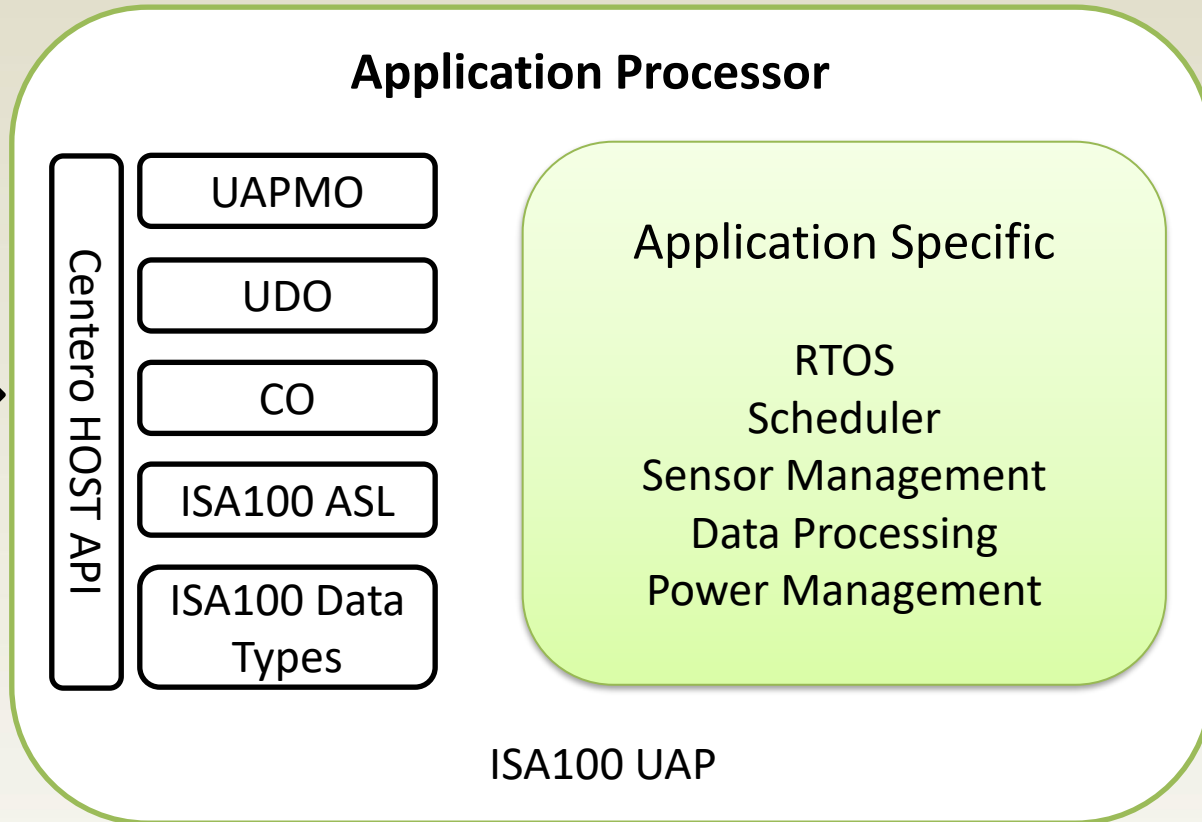 Application Processor
Centero HOST API
UAPMO
UDO
CO
ISA100 ASL
ISA100 Data
Types
Application Specific
RTOS
Scheduler
Sensor Management
Data Processing
Power Management
ISA100 UAP